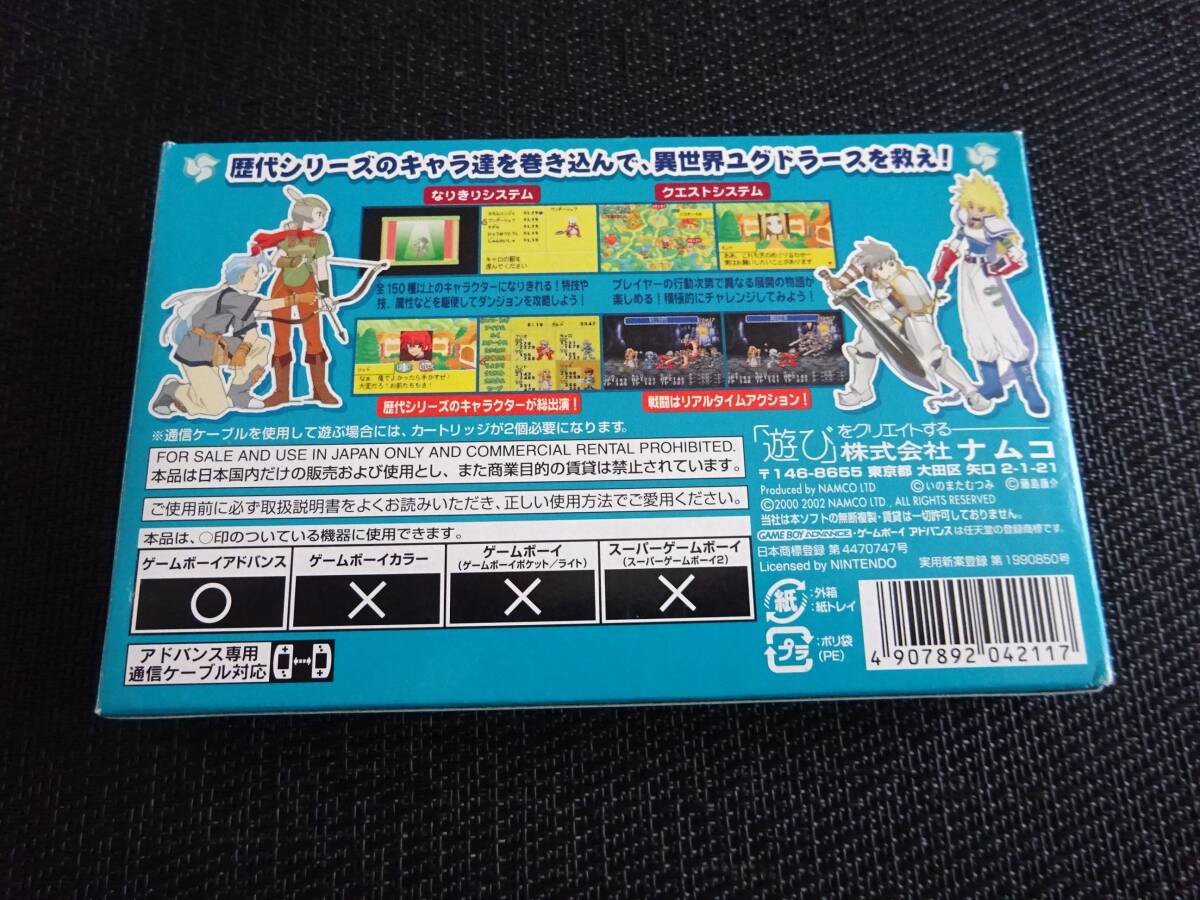 歴代シリーズのキャラ達を巻き込んで、異世界ユグドラースを救え!
なりきりシステム
クエストシステム
全150種以上のキャラクターになりきれる!特技や
技、属性などを駆使してダンジョンを攻略しよう!
プレイヤーの行動次第で異なる展開の物語が
楽しめる!積極的にチャレンジしてみよう!
歴代シリーズのキャラクターが総出演!
戦闘はリアルタイムアクション!
※通信ケーブルを使用して遊ぶ場合には、カートリッジが2個必要になります。
FOR SALE AND USE IN JAPAN ONLY AND COMMERCIAL RENTAL PROHIBITED.
本品は日本国内だけの販売および使用とし、また商業目的の賃貸は禁止されています。
ご使用前に必ず取扱説明書をよくお読みいただき、正しい使用方法でご愛用ください。
本品は、○印のついている機器に使用できます。
ゲームボーイアドバンス
ゲームボーイカラー
ゲームボーイ
(ゲームボーイポケット/ライト)
スーパーゲームボーイ
(スーパーゲームボーイ2)
○
×
×
×
アドバンス専用
通信ケーブル対応
「遊び」をクリエイトする
株式会社 ナムコ
〒146-8655 東京都 大田区 矢口 2-1-21
Produced by NAMCO LTD ©いのまたむつみ ©藤島康介
©2000 2002 NAMCO LTD., ALL RIGHTS RESERVED
当社は本ソフトの無断複製・賃貸は一切許可しておりません。
GAME BOY ADVANCE・ゲームボーイ アドバンスは任天堂の登録商標です.
日本商標登録 第4470747号
Licensed by NINTENDO 実用新案登録 第1990850号
紙
:外箱
:紙トレイ
プラ
:ポリ袋
(PE)
4 907892 042117